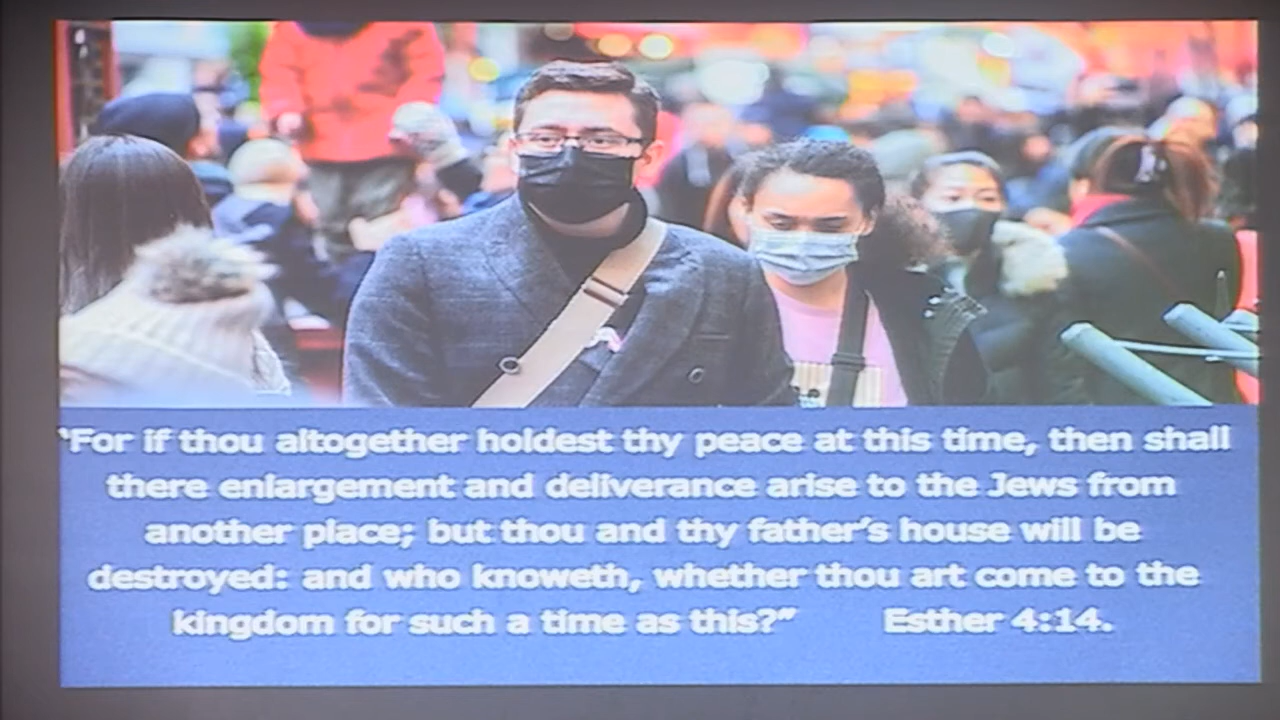 “For if thou altogether holdest thy peace at this time, then shall
there enlargement and deliverance arise to the Jews from
another place; but thou and thy father’s house will be
destroyed: and who knoweth, whether thou art come to the
kingdom for such a time as this?” Esther 4:14.